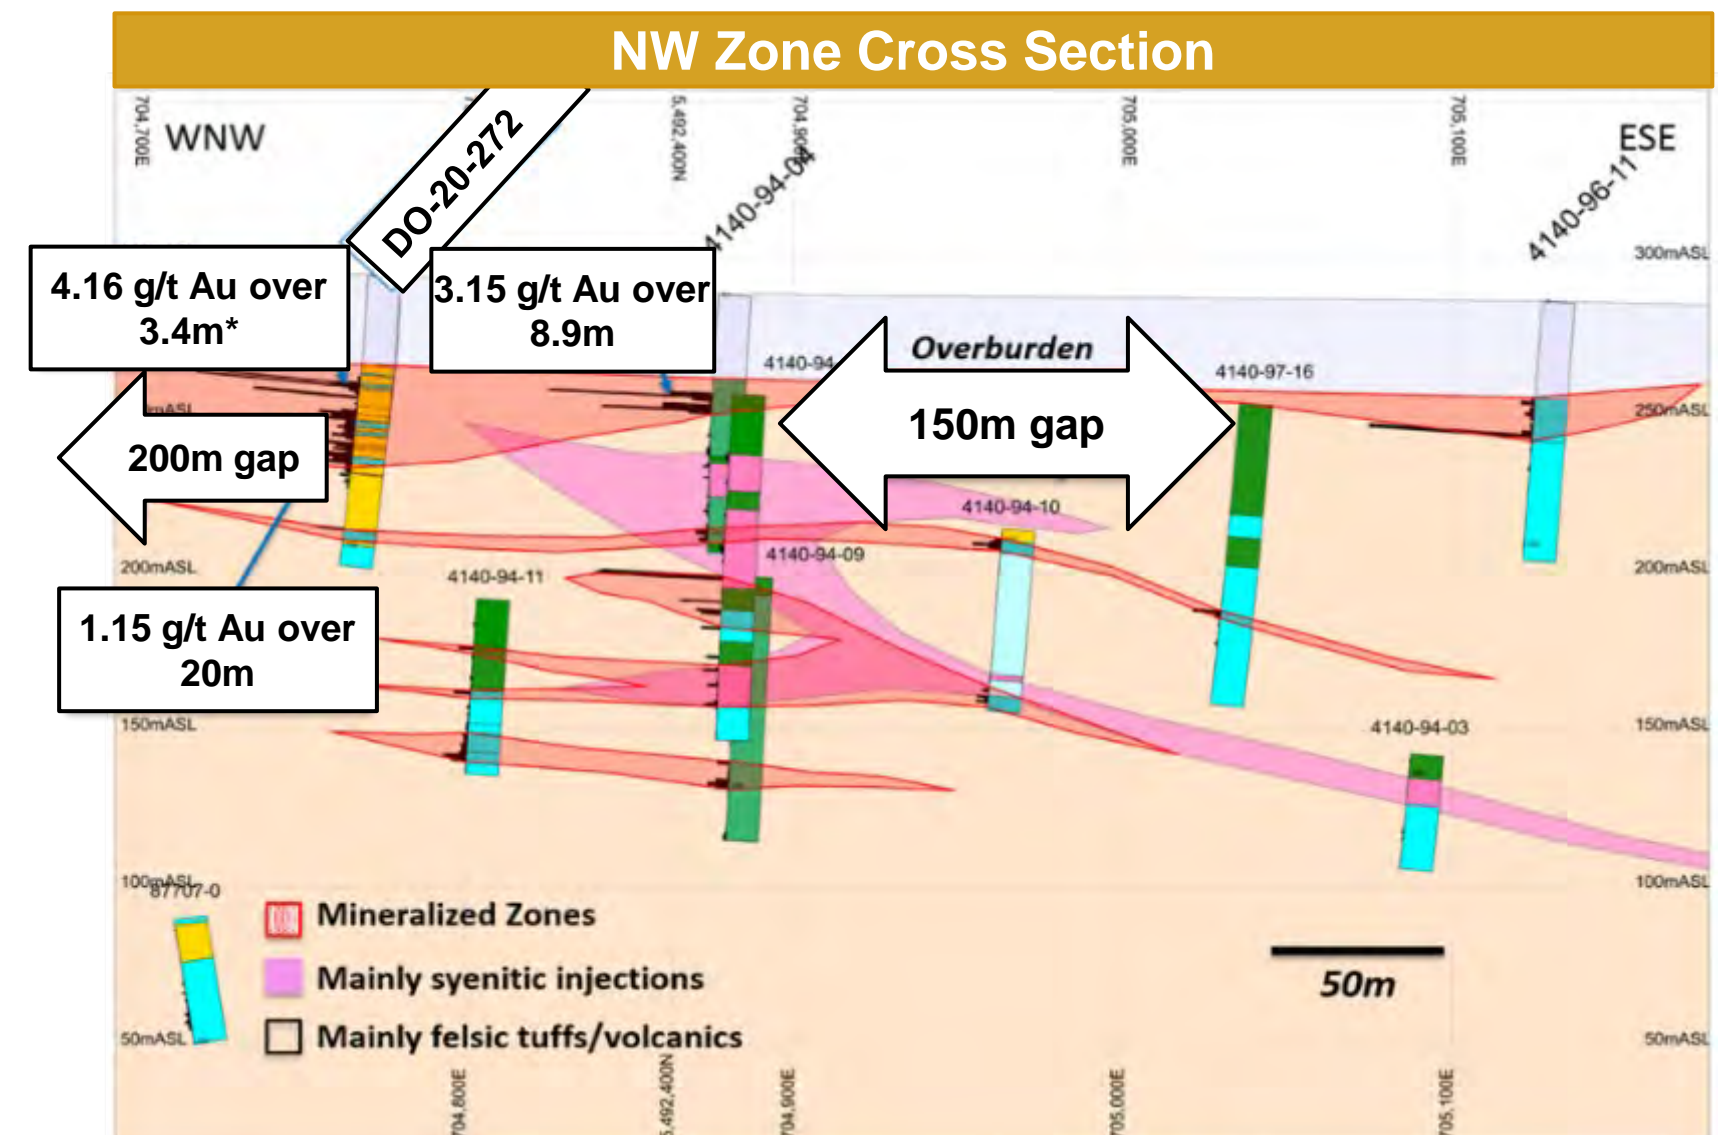 NW Zone Cross Section
704,700E
5,492,400N
705,000E
705,100E
WNW
ESE
DO-20-272
4140-94-04
4140-96-11
300mASL
4.16 g/t Au over
3.4m*
3.15 g/t Au over
8.9m
Overburden
4140-94
4140-97-16
250mASL
150m gap
200m gap
4140-94-10
4140-94-09
200mASL
200mASL
4140-94-11
1.15 g/t Au over
20m
150mASL
150mASL
4140-94-03
100mASL
100mASL
87707-0
Mineralized Zones
Mainly syenitic injections
50m
Mainly felsic tuffs/volcanics
50mASL
50mASL
704,800E
5,492,400N
704,900E
705,000E
705,100E